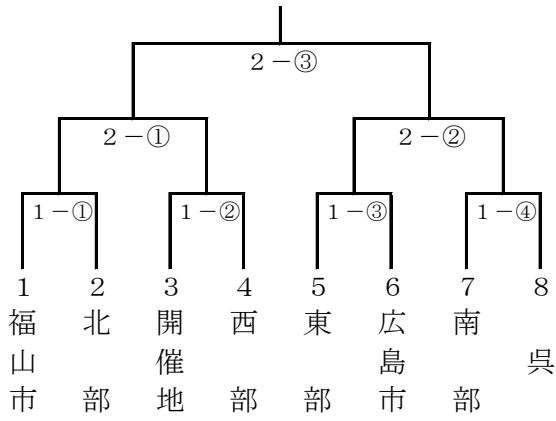 2－③
2－① 2－②
1－① 1－② 1－③ 1－④
1 2 3 4 5 6 7 8
福山市
北部
開催地
西部
東部
広島市
南部
呉